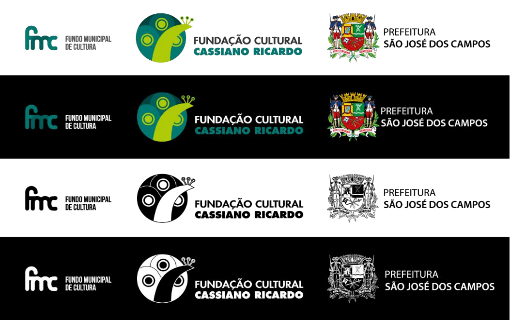 fmc FUNDO MUNICIPAL
DE CULTURA
FUNDAÇÃO CULTURAL
CASSIANO RICARDO
PREFEITURA
SÃO JOSÉ DOS CAMPOS
fmc FUNDO MUNICIPAL
DE CULTURA
FUNDAÇÃO CULTURAL
CASSIANO RICARDO
PREFEITURA
SÃO JOSÉ DOS CAMPOS
fmc FUNDO MUNICIPAL
DE CULTURA
FUNDAÇÃO CULTURAL
CASSIANO RICARDO
PREFEITURA
SÃO JOSÉ DOS CAMPOS
fmc FUNDO MUNICIPAL
DE CULTURA
FUNDAÇÃO CULTURAL
CASSIANO RICARDO
PREFEITURA
SÃO JOSÉ DOS CAMPOS